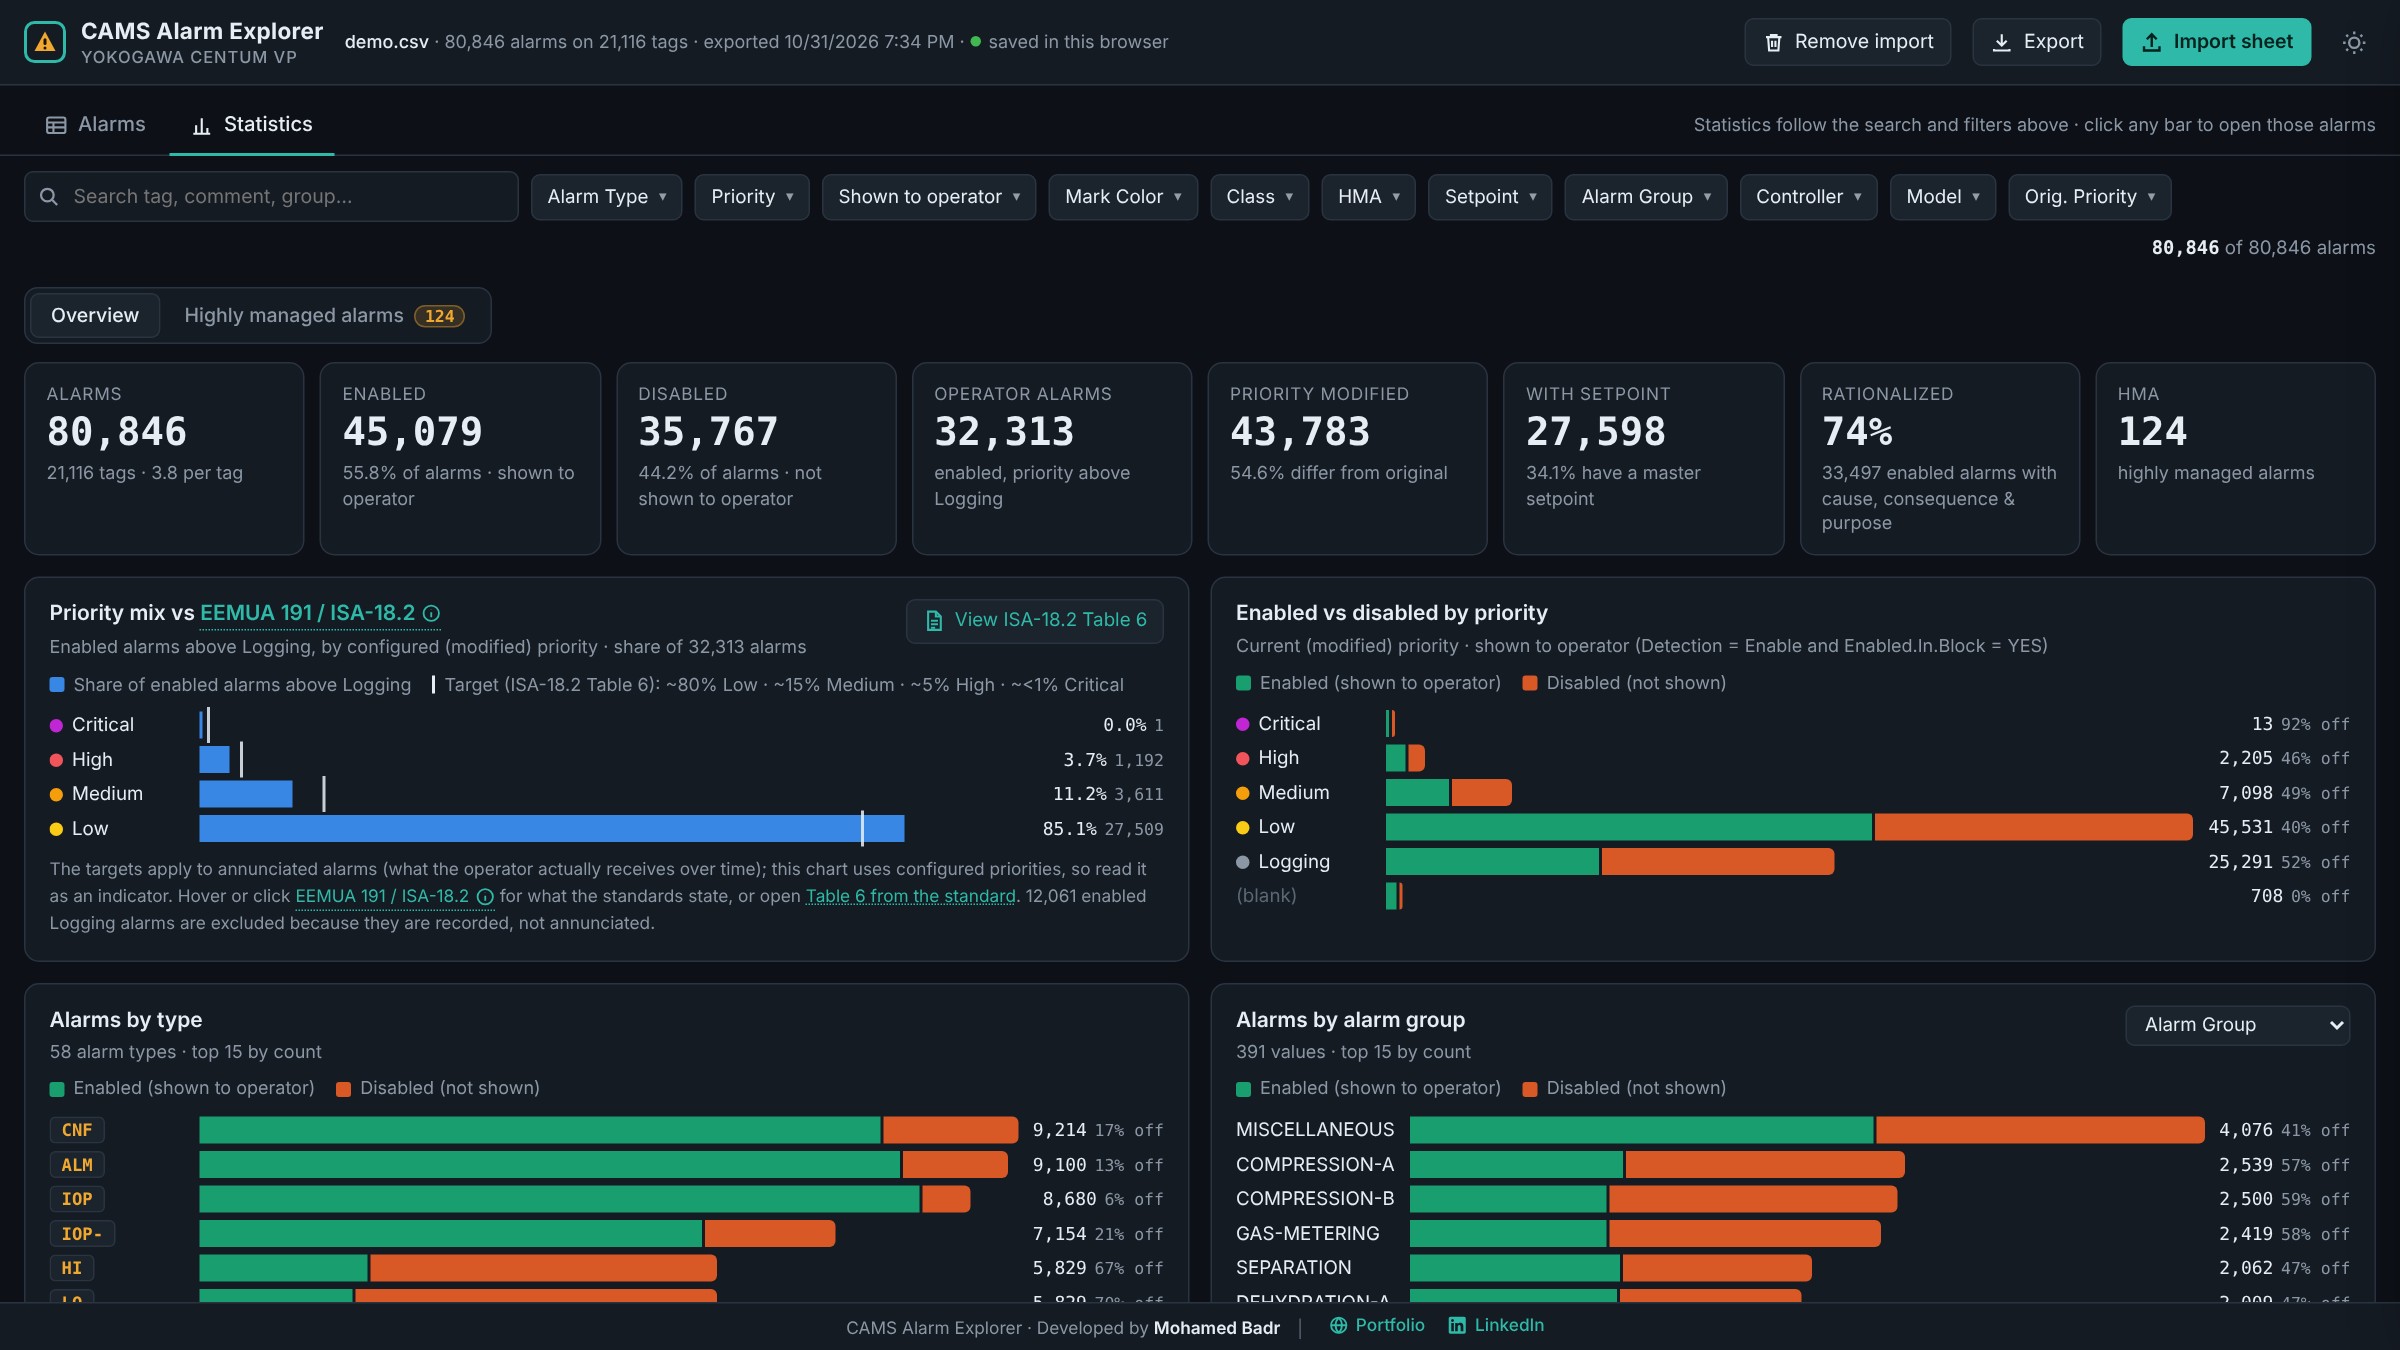 CAMS Alarm Explorer
YOKOGAWA CENTUM VP
demo.csv · 80,846 alarms on 21,116 tags · exported 10/31/2026 7:34 PM · saved in this browser
Remove import
Export
Import sheet
Alarms
Statistics
Statistics follow the search and filters above · click any bar to open those alarms
Search tag, comment, group...
Alarm Type
Priority
Shown to operator
Mark Color
Class
HMA
Setpoint
Alarm Group
Controller
Model
Orig. Priority
80,846 of 80,846 alarms
Overview
Highly managed alarms 124
ALARMS
80,846
21,116 tags · 3.8 per tag
ENABLED
45,079
55.8% of alarms · shown to
operator
DISABLED
35,767
44.2% of alarms · not
shown to operator
OPERATOR ALARMS
32,313
enabled, priority above
Logging
PRIORITY MODIFIED
43,783
54.6% differ from original
WITH SETPOINT
27,598
34.1% have a master
setpoint
RATIONALIZED
74%
33,497 enabled alarms with
cause, consequence &
purpose
HMA
124
highly managed alarms
Priority mix vs EEMUA 191 / ISA-18.2
View ISA-18.2 Table 6
Enabled alarms above Logging, by configured (modified) priority · share of 32,313 alarms
Share of enabled alarms above Logging
Target (ISA-18.2 Table 6): ~80% Low · ~15% Medium · ~5% High · ~<1% Critical
Critical 0.0% 1
High 3.7% 1,192
Medium 11.2% 3,611
Low 85.1% 27,509
The targets apply to annunciated alarms (what the operator actually receives over time); this chart uses configured priorities, so read it
as an indicator. Hover or click EEMUA 191 / ISA-18.2 for what the standards state, or open Table 6 from the standard. 12,061 enabled
Logging alarms are excluded because they are recorded, not annunciated.
Enabled vs disabled by priority
Current (modified) priority · shown to operator (Detection = Enable and Enabled.In.Block = YES)
Enabled (shown to operator)
Disabled (not shown)
Critical 13 92% off
High 2,205 46% off
Medium 7,098 49% off
Low 45,531 40% off
Logging 25,291 52% off
(blank) 708 0% off
Alarms by type
58 alarm types · top 15 by count
Enabled (shown to operator)
Disabled (not shown)
CNF 9,214 17% off
ALM 9,100 13% off
IOP 8,680 6% off
IOP- 7,154 21% off
HI 5,829 67% off
Alarms by alarm group
Alarm Group
391 values · top 15 by count
Enabled (shown to operator)
Disabled (not shown)
MISCELLANEOUS 4,076 41% off
COMPRESSION-A 2,539 57% off
COMPRESSION-B 2,500 59% off
GAS-METERING 2,419 58% off
SEPARATION 2,062 47% off
DEHYDRATION-A
CAMS Alarm Explorer · Developed by Mohamed Badr
Portfolio
LinkedIn